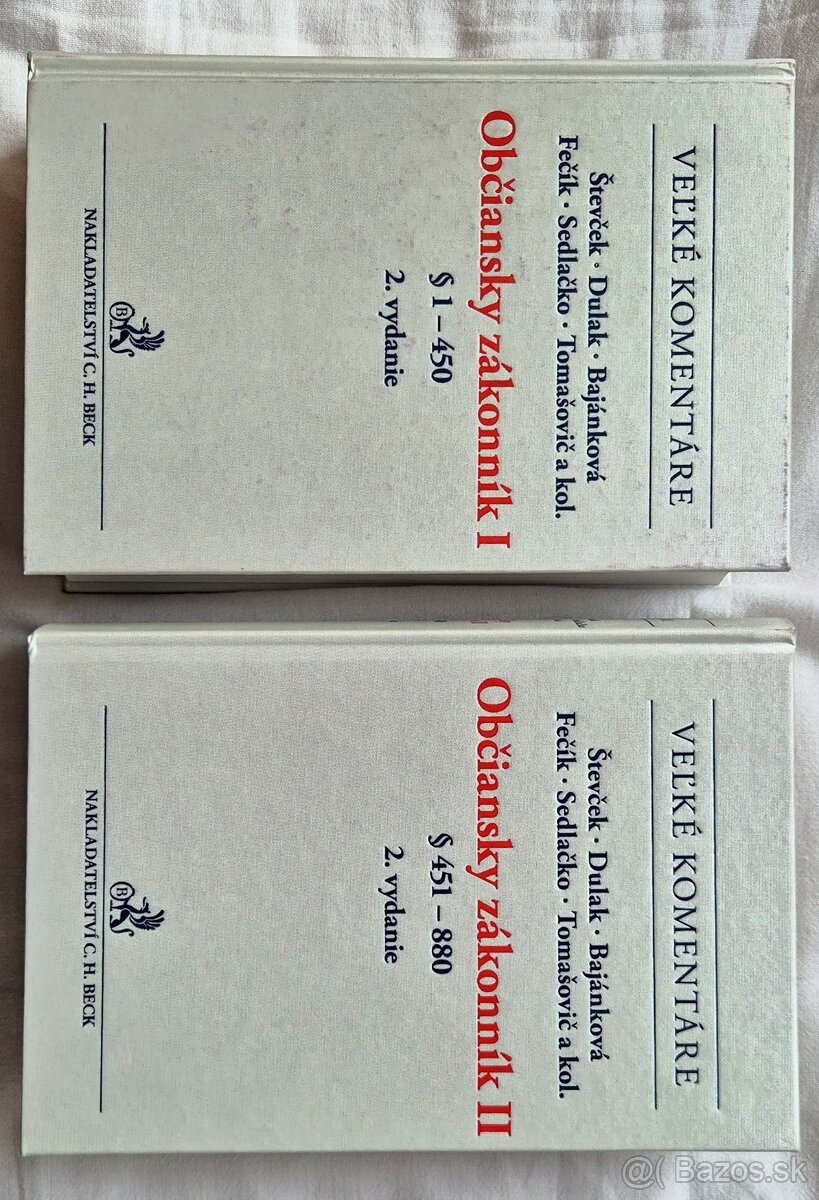 VEĽKÉ KOMENTÁRE
Števček · Dulak · Bajánková
Fečík · Sedlačko · Tomašovič a kol.
Občiansky zákonník I
§ 1 – 450
2. vydanie
B
NAKLADATELSTVÍ C. H. BECK
VEĽKÉ KOMENTÁRE
Števček · Dulak · Bajánková
Fečík · Sedlačko · Tomašovič a kol.
Občiansky zákonník II
§ 451 – 880
2. vydanie
B
NAKLADATELSTVÍ C. H. BECK
@( Bazos.sk